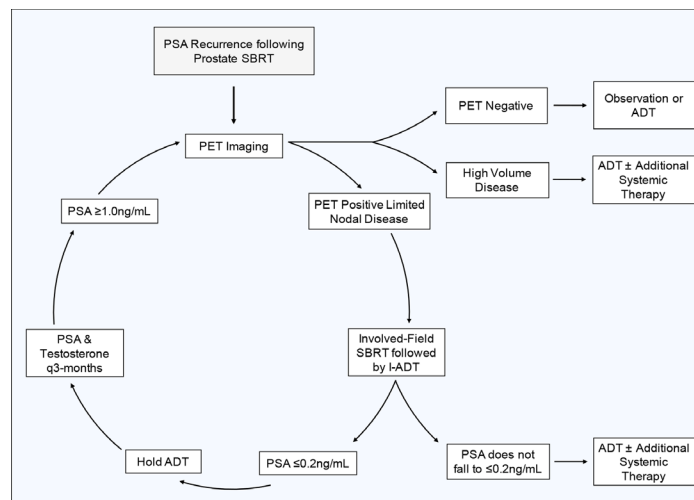 PSA Recurrence following
Prostate SBRT
PET Imaging
PET Negative
Observation or
ADT
High Volume
Disease
ADT ± Additional
Systemic
Therapy
PSA ≥1.0ng/mL
PET Positive Limited
Nodal Disease
PSA &
Testosterone
q3-months
Involved-Field
SBRT followed
by I-ADT
Hold ADT
PSA ≤0.2ng/mL
PSA does not
fall to ≤0.2ng/mL
ADT ± Additional
Systemic
Therapy